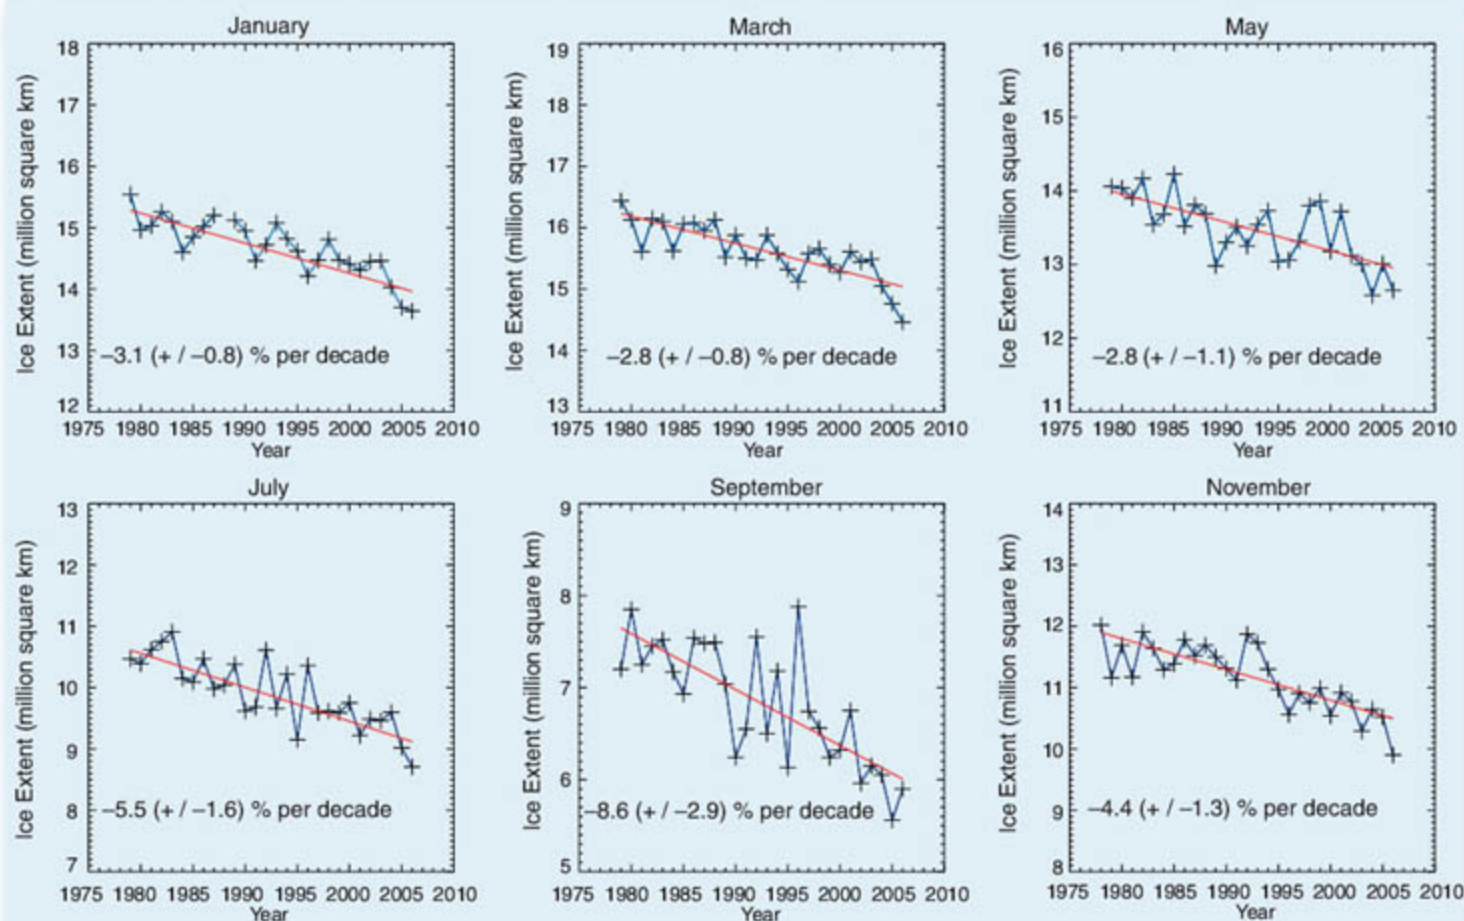 January
18
17
16
15
14
13
12
Ice Extent (million square km)
–3.1 (+ / –0.8) % per decade
1975 1980 1985 1990 1995 2000 2005 2010
Year
March
19
18
17
16
15
14
13
Ice Extent (million square km)
–2.8 (+ / –0.8) % per decade
1975 1980 1985 1990 1995 2000 2005 2010
Year
May
16
15
14
13
12
11
Ice Extent (million square km)
–2.8 (+ / –1.1) % per decade
1975 1980 1985 1990 1995 2000 2005 2010
Year
July
13
12
11
10
9
8
7
Ice Extent (million square km)
–5.5 (+ / –1.6) % per decade
1975 1980 1985 1990 1995 2000 2005 2010
Year
September
9
8
7
6
5
Ice Extent (million square km)
–8.6 (+ / –2.9) % per decade
1975 1980 1985 1990 1995 2000 2005 2010
Year
November
14
13
12
11
10
9
8
Ice Extent (million square km)
–4.4 (+ / –1.3) % per decade
1975 1980 1985 1990 1995 2000 2005 2010
Year